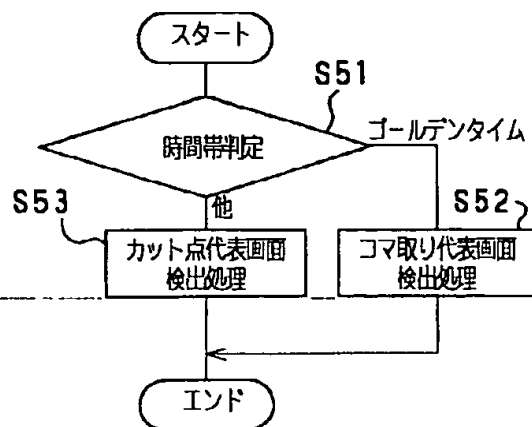 スタート
S51
時間帯判定
ゴールデンタイム
他
S53
S52
カット点代表画面
検出処理
コマ取り代表画面
検出処理
エンド